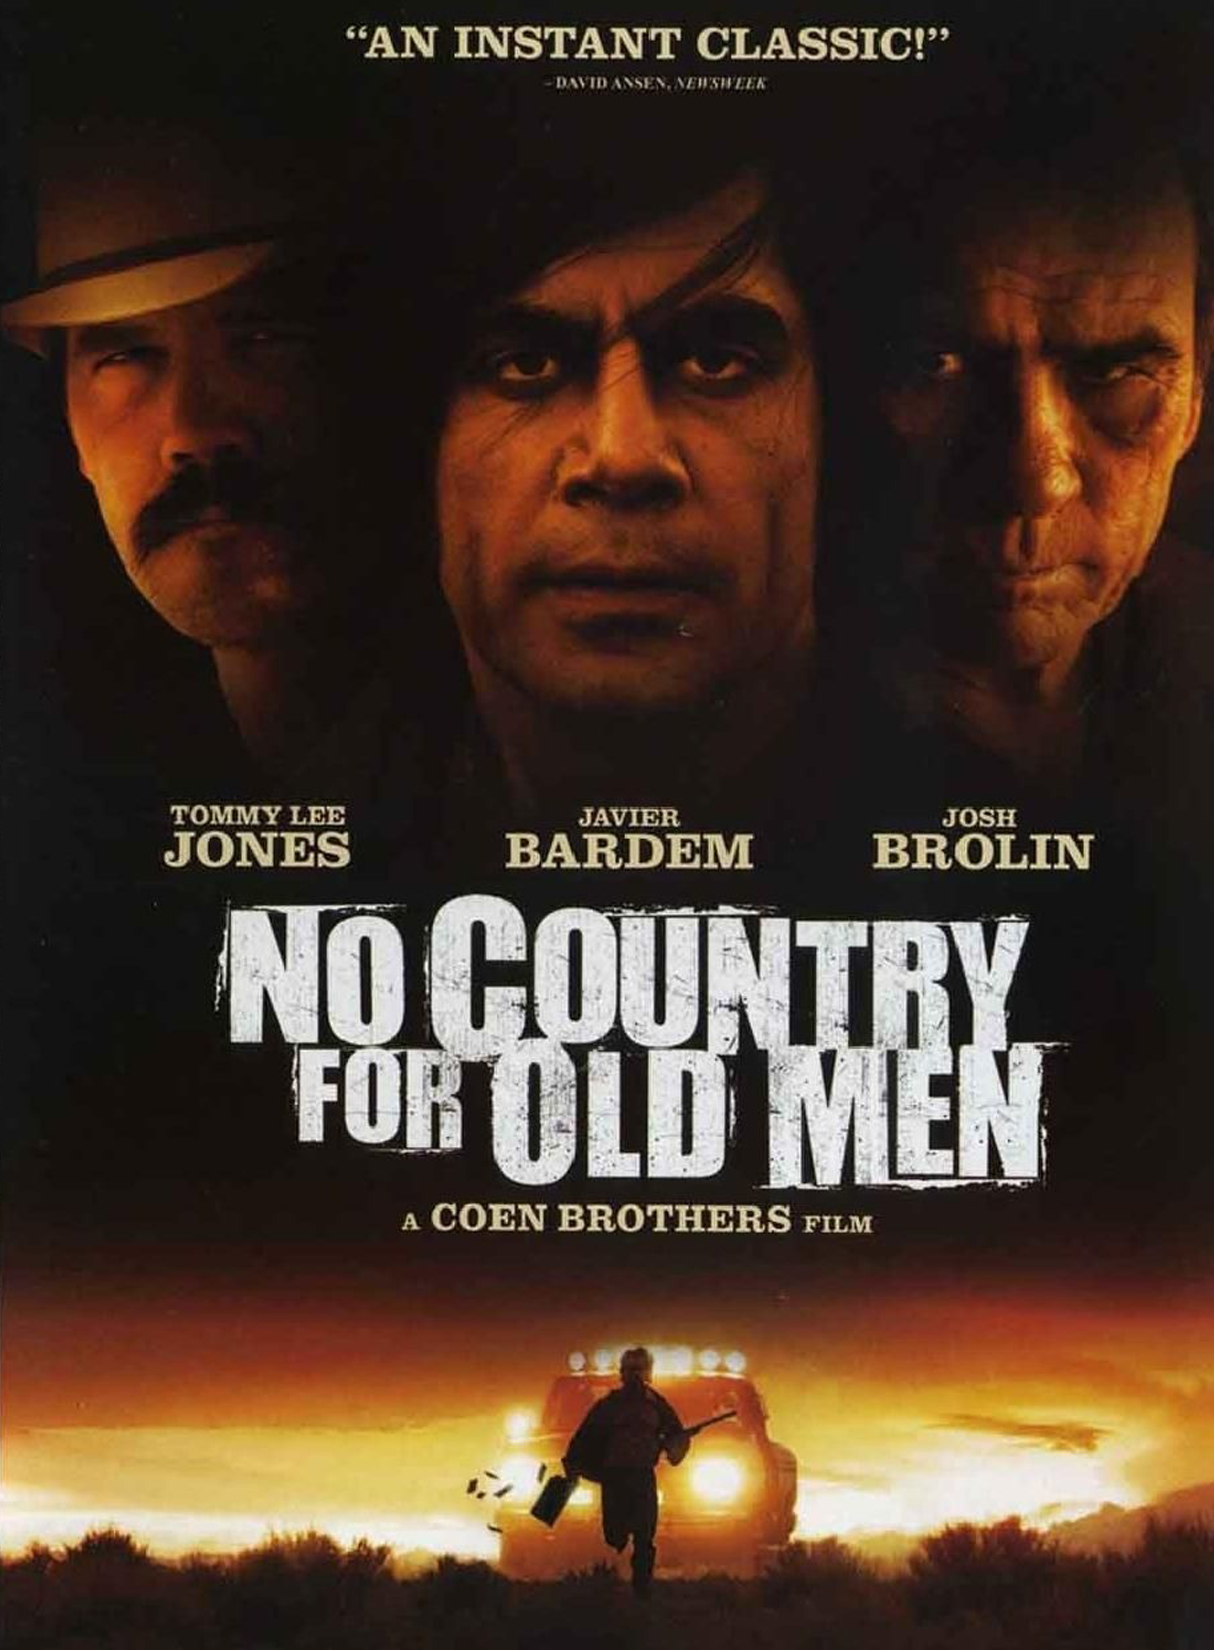 “AN INSTANT CLASSIC!”
–DAVID ANSEN, NEWSWEEK
TOMMY LEE
JONES
JAVIER
BARDEM
JOSH
BROLIN
NO COUNTRY
FOR OLD MEN
A COEN BROTHERS FILM